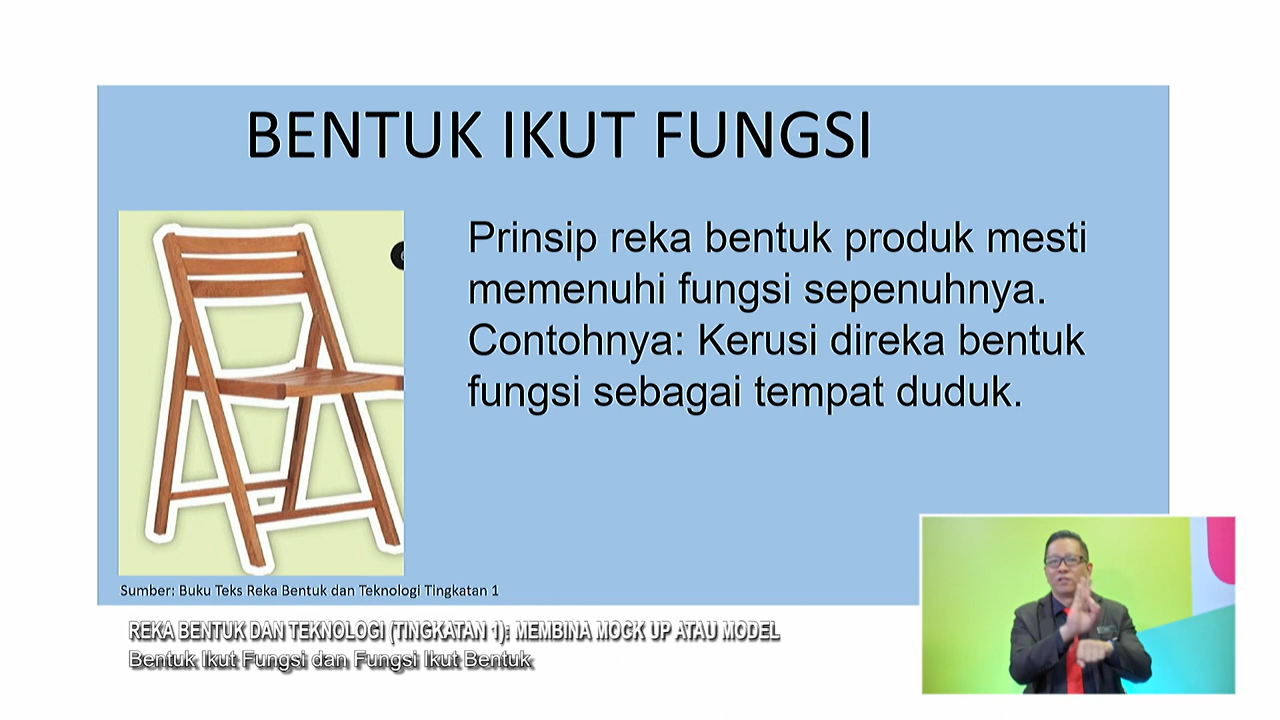 BENTUK IKUT FUNGSI
Prinsip reka bentuk produk mesti
memenuhi fungsi sepenuhnya.
Contohnya: Kerusi direka bentuk
fungsi sebagai tempat duduk.
Sumber: Buku Teks Reka Bentuk dan Teknologi Tingkatan 1
REKA BENTUK DAN TEKNOLOGI (TINGKATAN 1): MEMBINA MOCK UP ATAU MODEL
Bentuk Ikut Fungsi dan Fungsi Ikut Bentuk